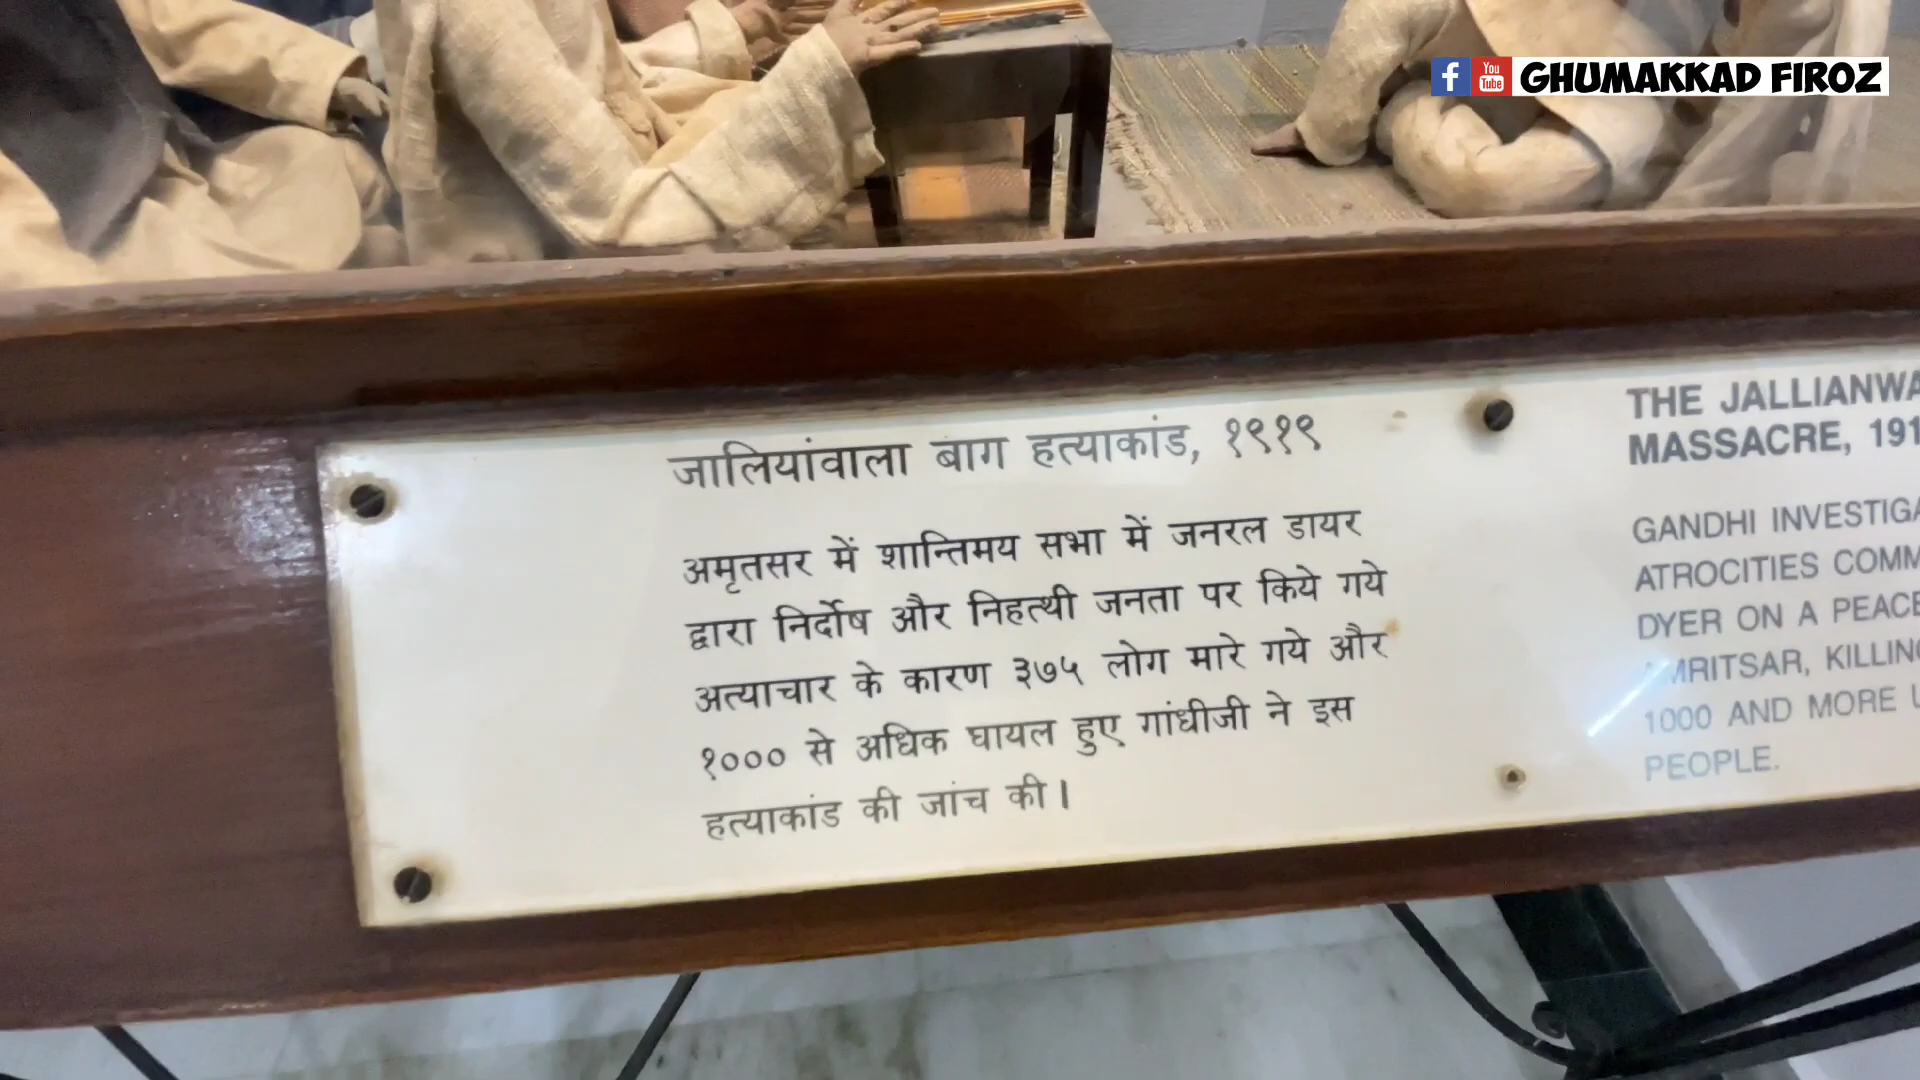 GHUMAKKAD FIROZ
जालियांवाला बाग हत्याकांड, १९१९
अमृतसर में शान्तिमय सभा में जनरल डायर
द्वारा निर्दोष और निहत्थी जनता पर किये गये
अत्याचार के कारण ३७५ लोग मारे गये और
१००० से अधिक घायल हुए गांधीजी ने इस
हत्याकांड की जांच की।
THE JALLIANWA
MASSACRE, 191
GANDHI INVESTIGA
ATROCITIES COMM
DYER ON A PEACE
AMRITSAR, KILLING
1000 AND MORE U
PEOPLE.